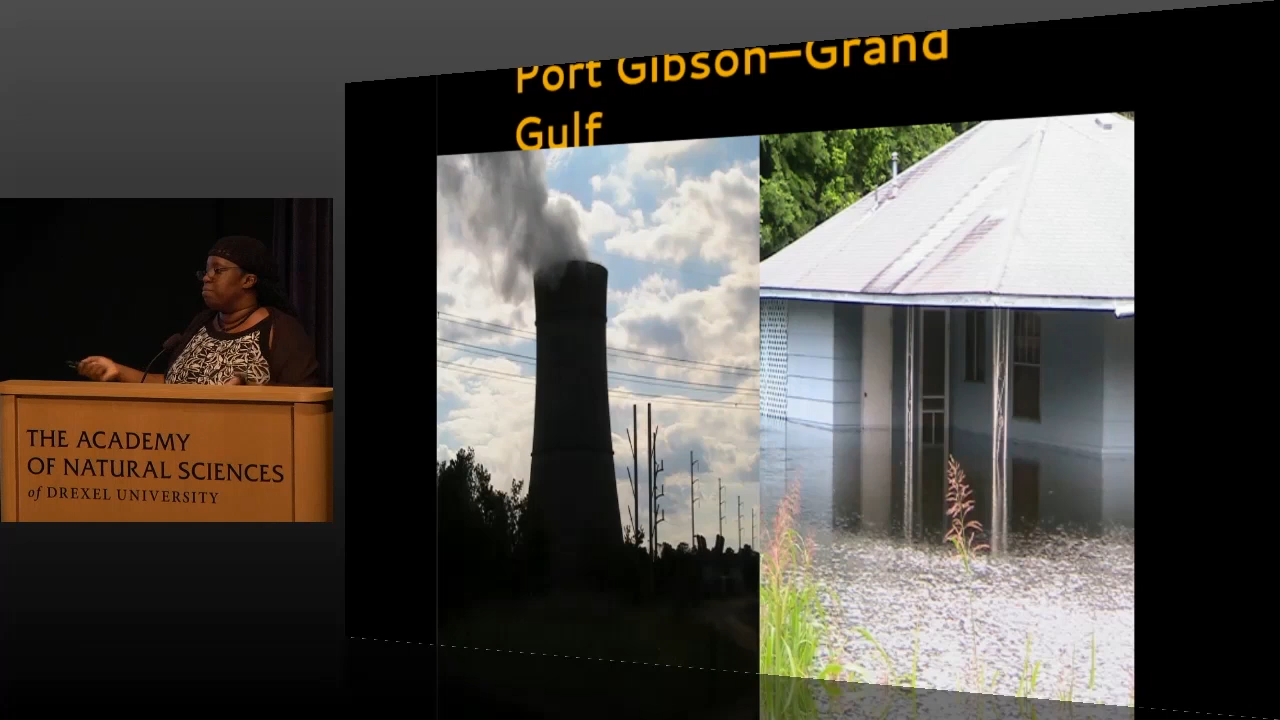 Port Gibson—Grand
Gulf
THE ACADEMY
OF NATURAL SCIENCES
of DREXEL UNIVERSITY